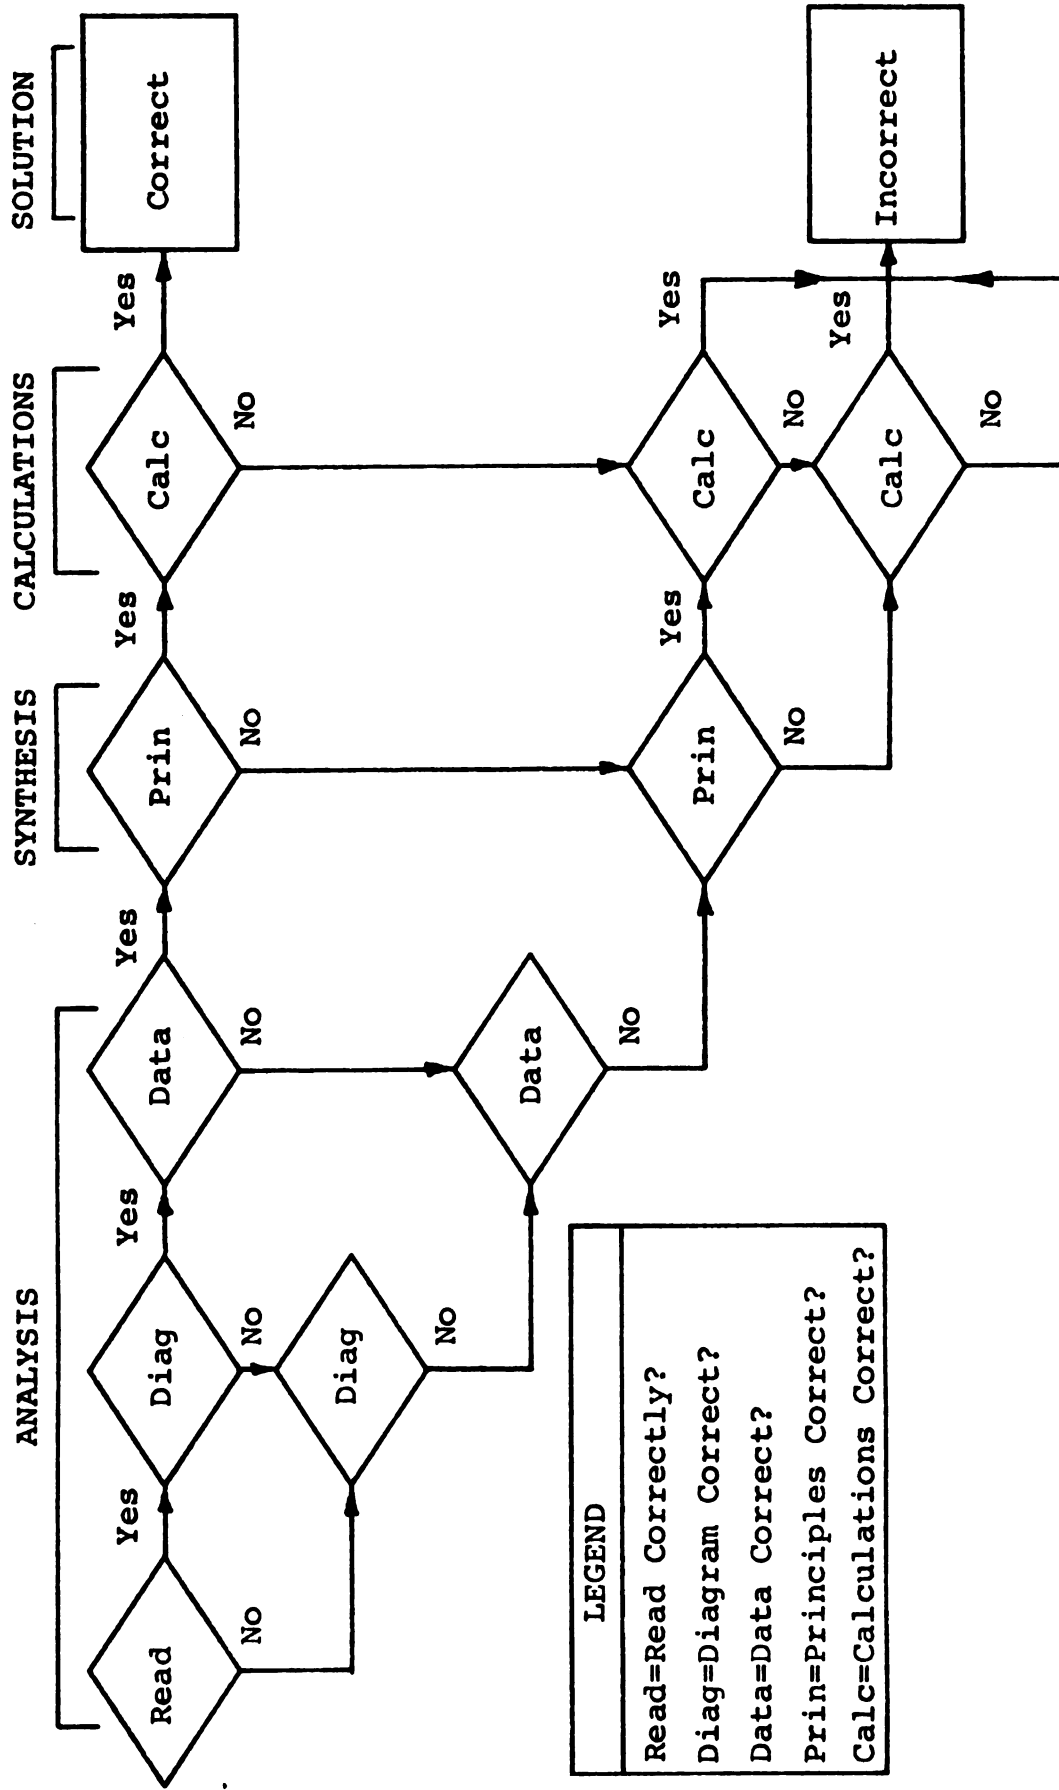 ANALYSIS
SYNTHESIS
CALCULATIONS
SOLUTION
Read
Yes
Diag
Yes
Data
Yes
Prin
Yes
Calc
Yes
Correct
No
No
No
No
No
Diag
No
Data
No
Prin
Yes
Calc
Yes
No
No
Calc
Yes
Incorrect
No
LEGEND
Read=Read Correctly?
Diag=Diagram Correct?
Data=Data Correct?
Prin=Principles Correct?
Calc=Calculations Correct?